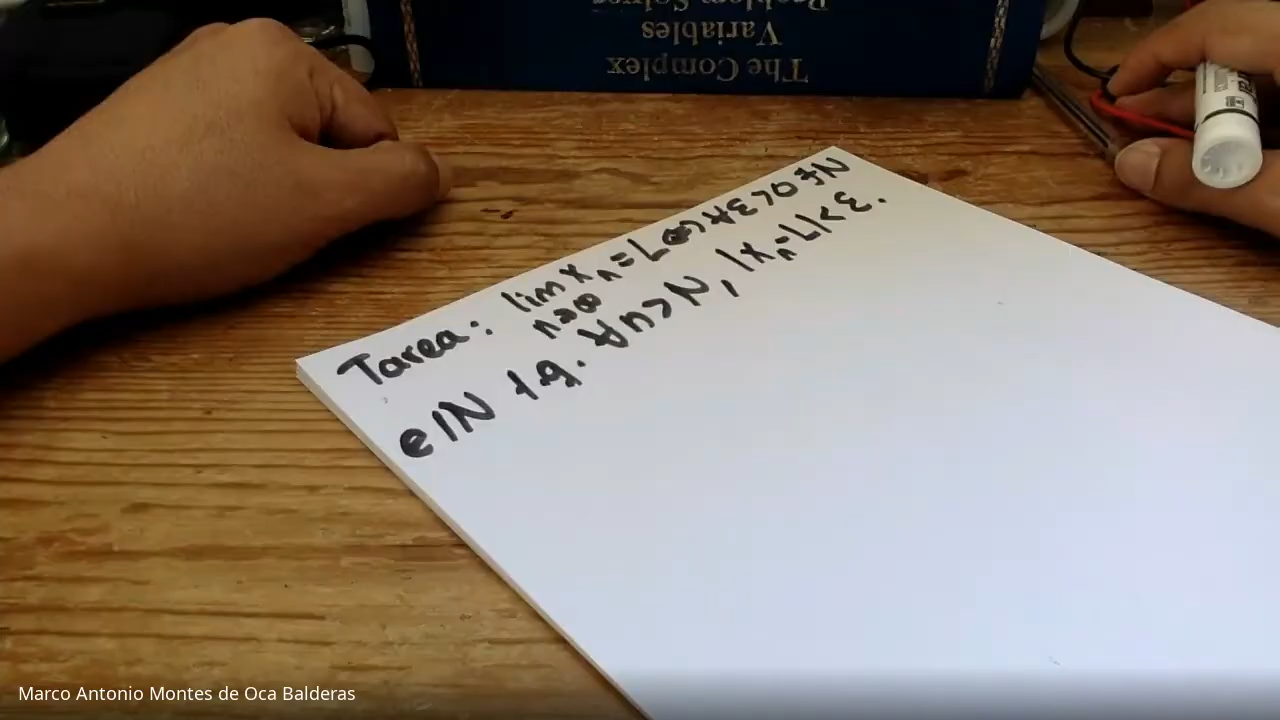 The Complex
Variables
Problem Solver
Tarea: lim xₙ = L ⇔ ∀ε>0 ∃N
n→∞
∈ ℕ t.q. ∀n>N, |xₙ-L|<ε.
Marco Antonio Montes de Oca Balderas